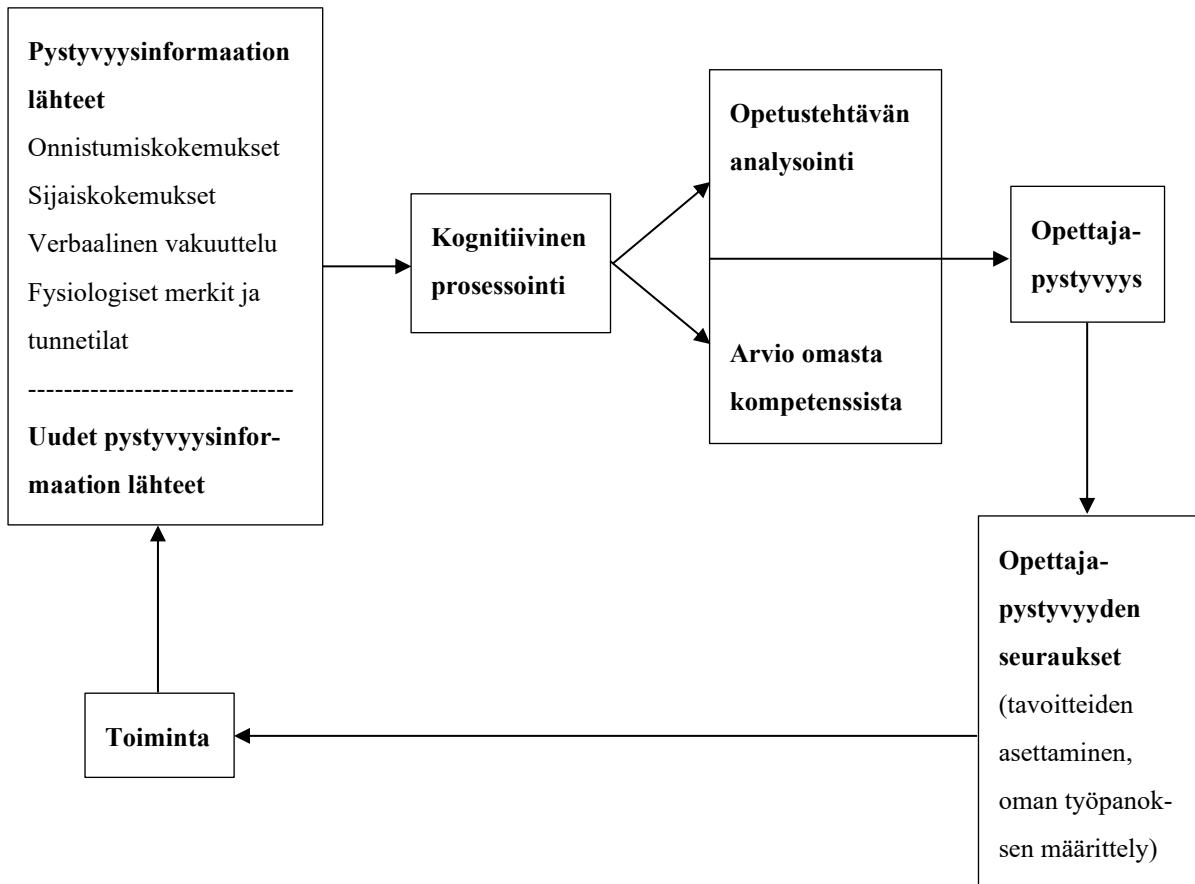 Pystyvyysinformaation
lähteet
Onnistumiskokemukset
Sijaiskokemukset
Verbaalinen vakuuttelu
Fysiologiset merkit ja
tunnetilat
------------------------------
Uudet pystyvyysinfor-
maation lähteet
Kognitiivinen
prosessointi
Opetustehtävän
analysointi
Arvio omasta
kompetenssista
Opettaja-
pystyvyys
Opettaja-
pystyvyyden
seuraukset
(tavoitteiden
asettaminen,
oman työpanok-
sen määrittely)
Toiminta